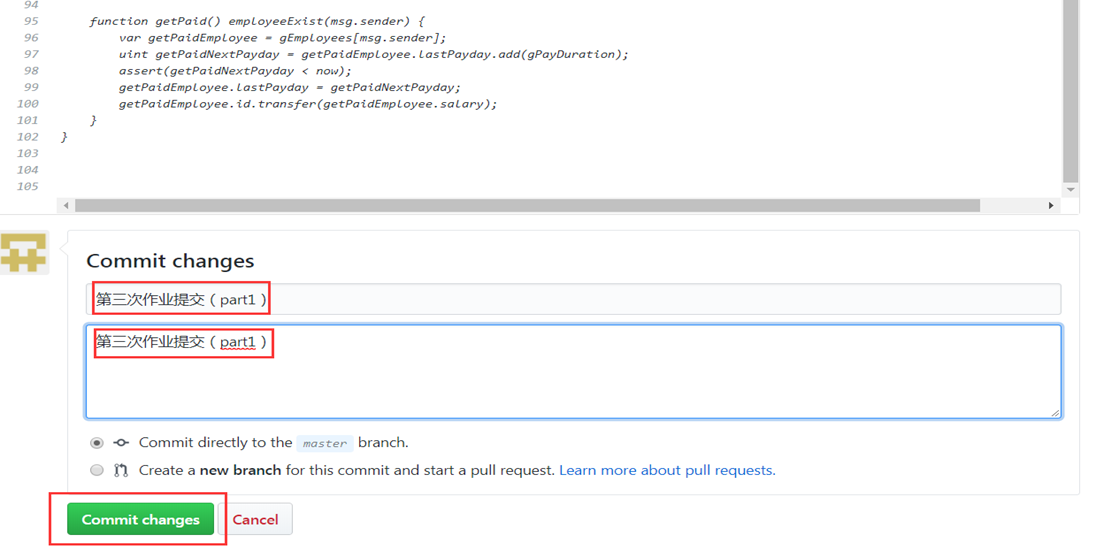 94
95 function getPaid() employeeExist(msg.sender) {
96 var getPaidEmployee = gEmployees[msg.sender];
97 uint getPaidNextPayday = getPaidEmployee.lastPayday.add(gPayDuration);
98 assert(getPaidNextPayday < now);
99 getPaidEmployee.lastPayday = getPaidNextPayday;
100 getPaidEmployee.id.transfer(getPaidEmployee.salary);
101 }
102 }
103
104
105
Commit changes
第三次作业提交（part1）
第三次作业提交（part1）
Commit directly to the master branch.
Create a new branch for this commit and start a pull request. Learn more about pull requests.
Commit changes Cancel